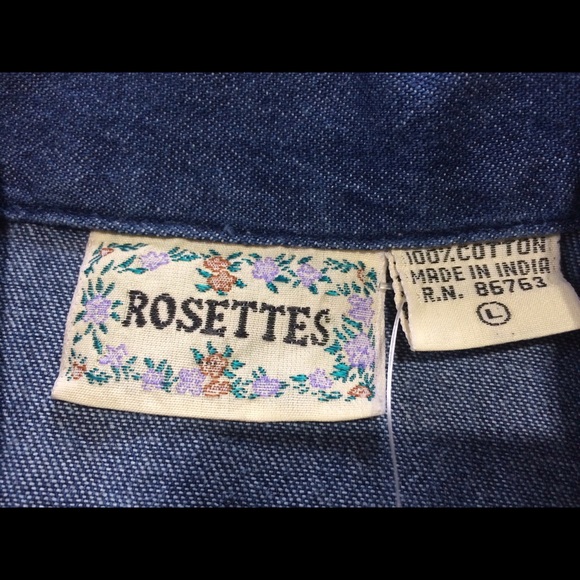 ROSETTES
100% COTTON
MADE IN INDIA
R.N. 86763
L